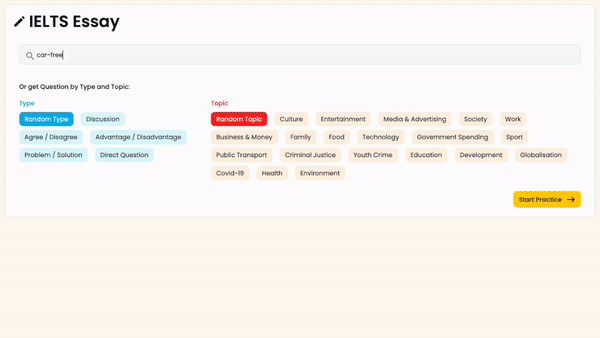 IELTS Essay
car-free
Or get Question by Type and Topic:
Type
Random Type Discussion
Agree / Disagree Advantage / Disadvantage
Problem / Solution Direct Question
Topic
Random Topic Culture Entertainment Media & Advertising Society Work
Business & Money Family Food Technology Government Spending Sport
Public Transport Criminal Justice Youth Crime Education Development Globalisation
Covid-19 Health Environment
Start Practice